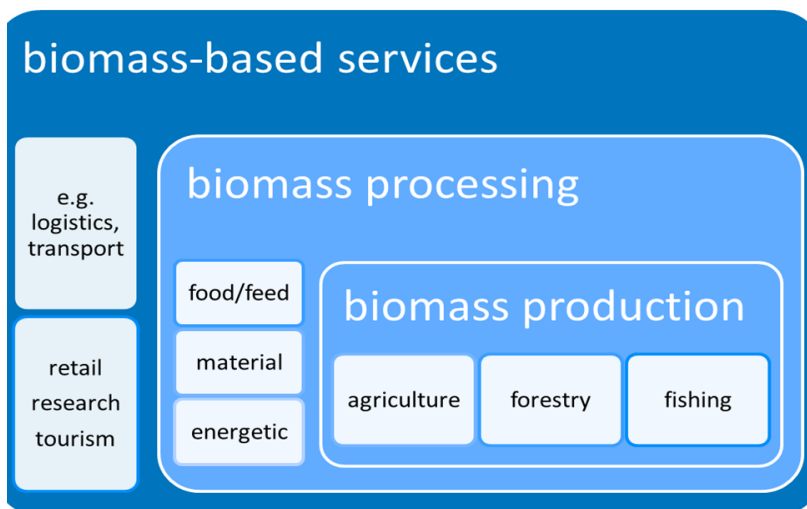 biomass-based services
e.g.
logistics,
transport
retail
research
tourism
biomass processing
food/feed
material
energetic
biomass production
agriculture
forestry
fishing